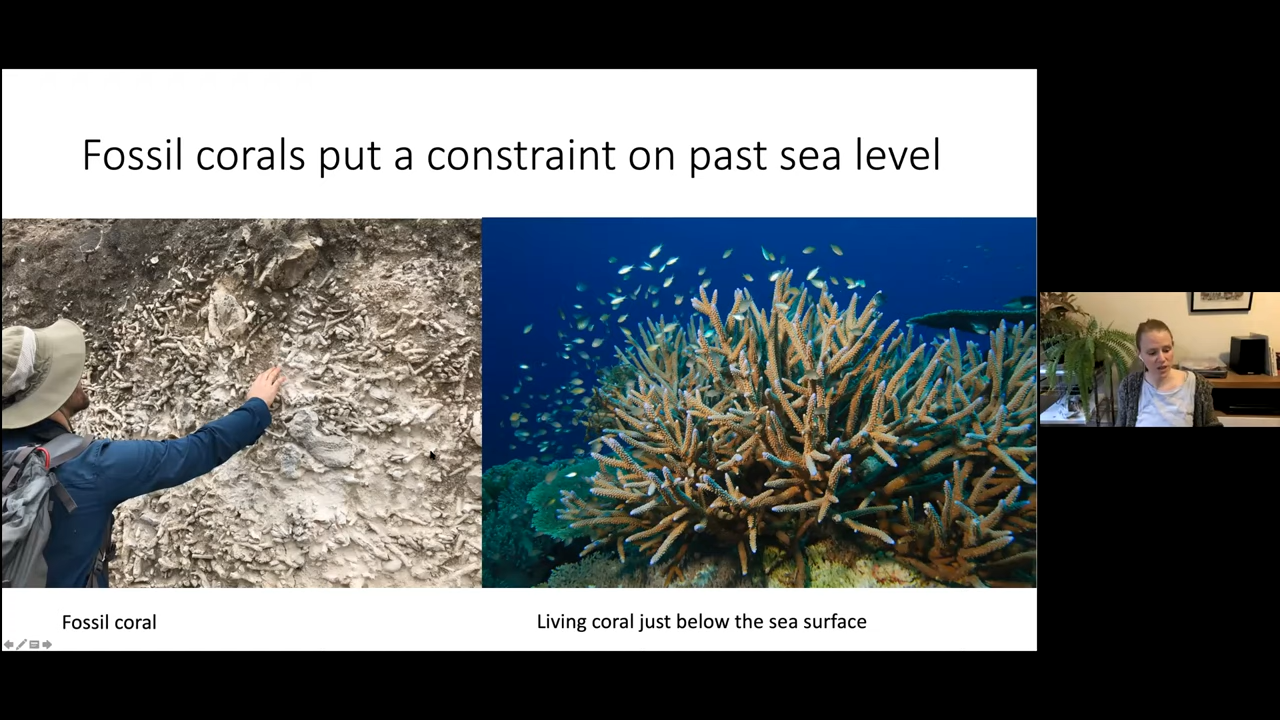 Fossil corals put a constraint on past sea level
Fossil coral
Living coral just below the sea surface